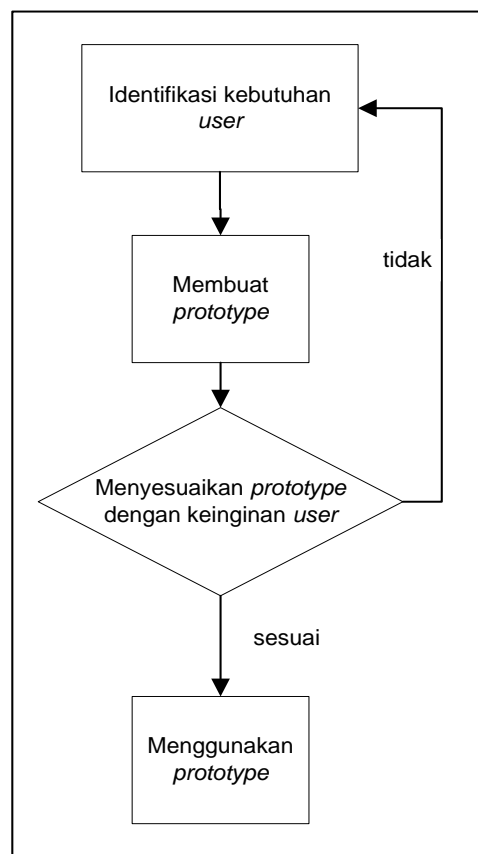 Identifikasi kebutuhan
user
tidak
Membuat
prototype
Menyesuaikan prototype
dengan keinginan user
sesuai
Menggunakan
prototype